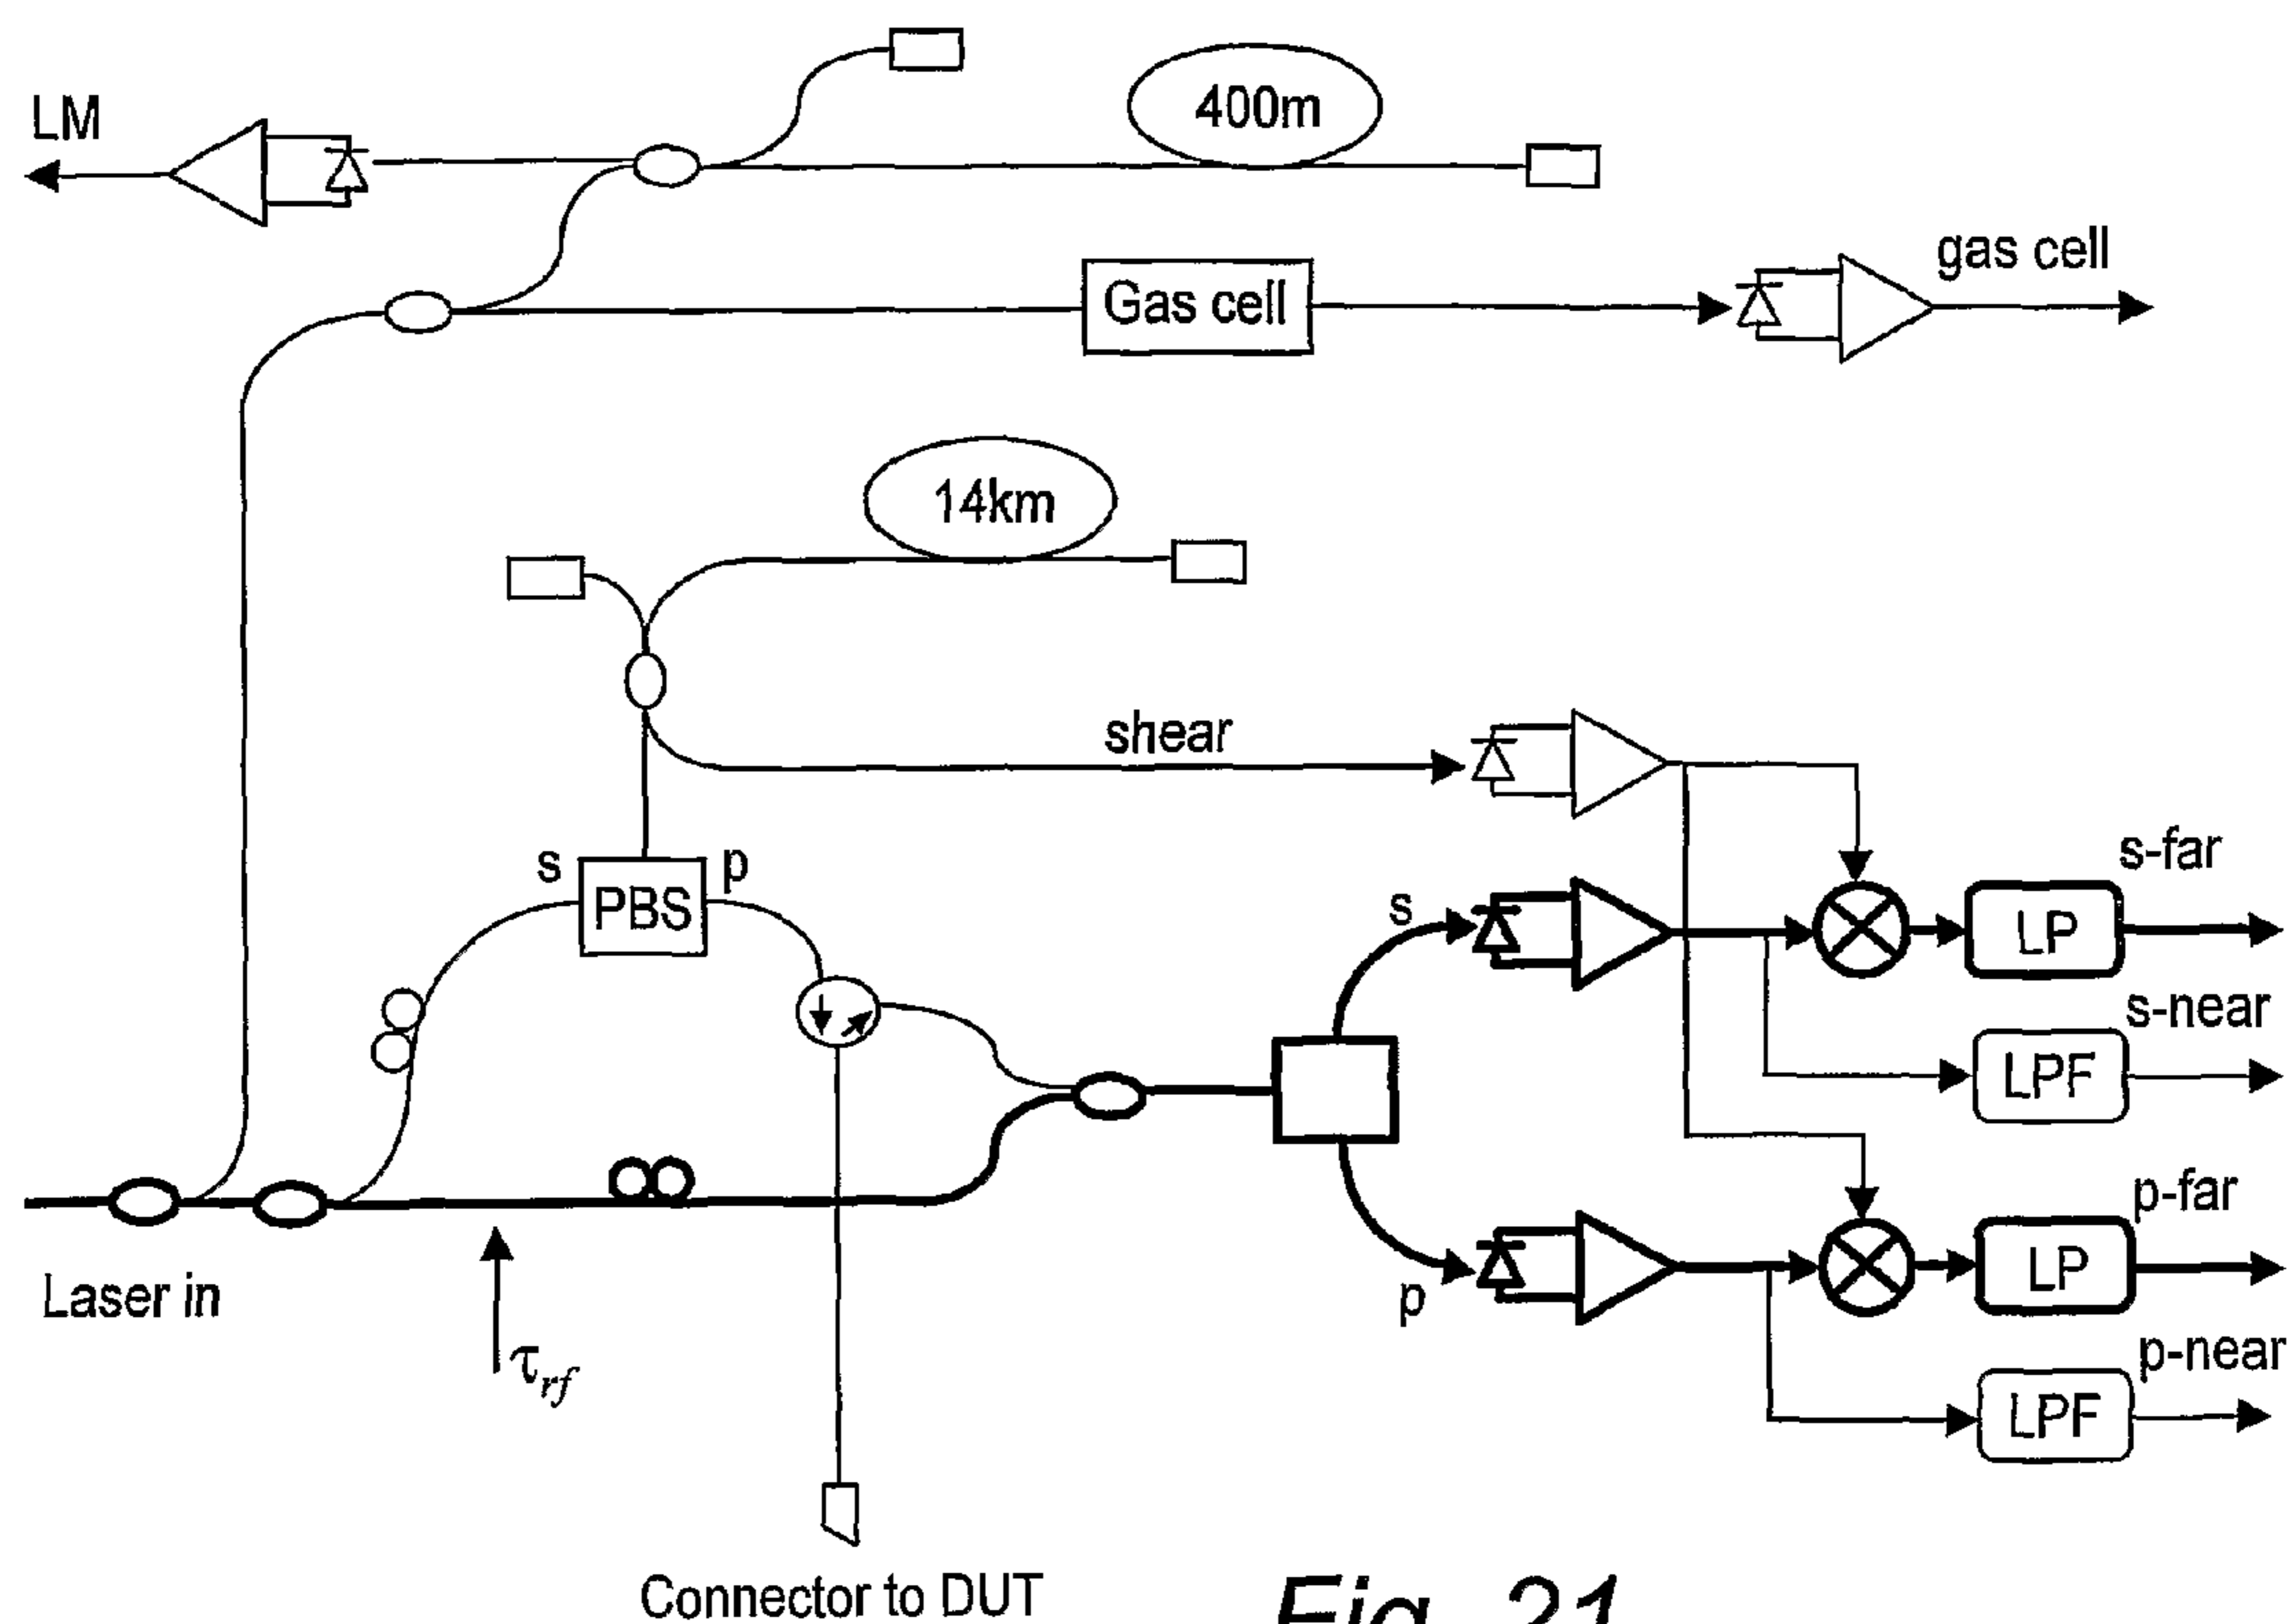 LM
400m
gas cell
Gas cell
14km
shear
s
PBS
p
s
s-far
LP
s-near
LPF
p-far
Laser in
τrf
p
LP
p-near
LPF
Connector to DUT
Fig. 21